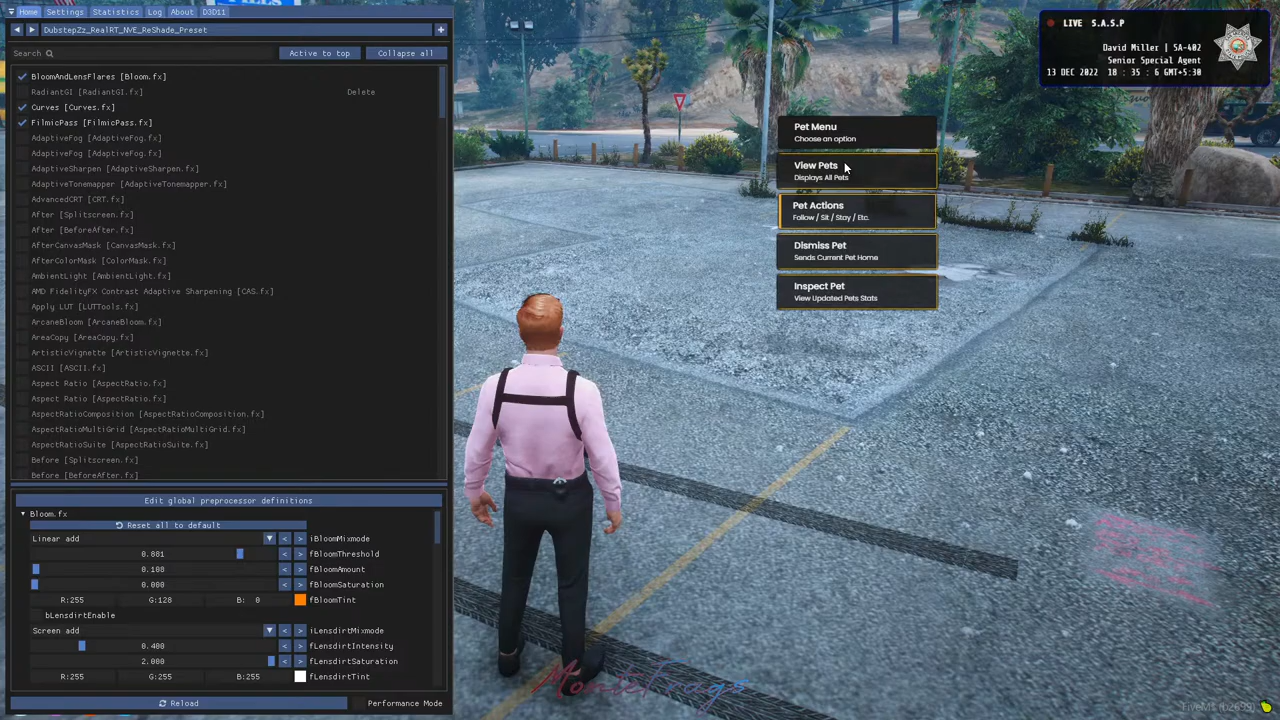 Home Settings Statistics Log About D3D11
DubstepZz_RealRT_NVE_ReShade_Preset +
Search Active to top Collapse all
BloomAndLensFlares [Bloom.fx]
RadiantGI [RadiantGI.fx] Delete
Curves [Curves.fx]
FilmicPass [FilmicPass.fx]
AdaptiveFog [AdaptiveFog.fx]
AdaptiveFog [AdaptiveFog.fx]
AdaptiveSharpen [AdaptiveSharpen.fx]
AdaptiveTonemapper [AdaptiveTonemapper.fx]
AdvancedCRT [CRT.fx]
After [Splitscreen.fx]
After [BeforeAfter.fx]
AfterCanvasMask [CanvasMask.fx]
AfterColorMask [ColorMask.fx]
AmbientLight [AmbientLight.fx]
AMD FidelityFX Contrast Adaptive Sharpening [CAS.fx]
Apply LUT [LUTTools.fx]
ArcaneBloom [ArcaneBloom.fx]
AreaCopy [AreaCopy.fx]
ArtisticVignette [ArtisticVignette.fx]
ASCII [ASCII.fx]
Aspect Ratio [AspectRatio.fx]
Aspect Ratio [AspectRatio.fx]
AspectRatioComposition [AspectRatioComposition.fx]
AspectRatioMultiGrid [AspectRatioMultiGrid.fx]
AspectRatioSuite [AspectRatioSuite.fx]
Before [Splitscreen.fx]
Before [BeforeAfter.fx]
Edit global preprocessor definitions
Bloom.fx
Reset all to default
Linear add < > iBloomMixmode
0.881 < > fBloomThreshold
0.108 < > fBloomAmount
0.000 < > fBloomSaturation
R:255 G:128 B: 0 fBloomTint
bLensdirtEnable
Screen add < > iLensdirtMixmode
0.400 < > fLensdirtIntensity
2.000 < > fLensdirtSaturation
R:255 G:255 B:255 fLensdirtTint
Reload Performance Mode
Pet Menu
Choose an option
View Pets
Displays All Pets
Pet Actions
Follow / Sit / Stay / Etc.
Dismiss Pet
Sends Current Pet Home
Inspect Pet
View Updated Pets Stats
LIVE S.A.S.P
David Miller | SA-402
Senior Special Agent
13 DEC 2022 18 : 35 : 6 GMT+5:30
MonieFrago
FiveM1 (b2699)